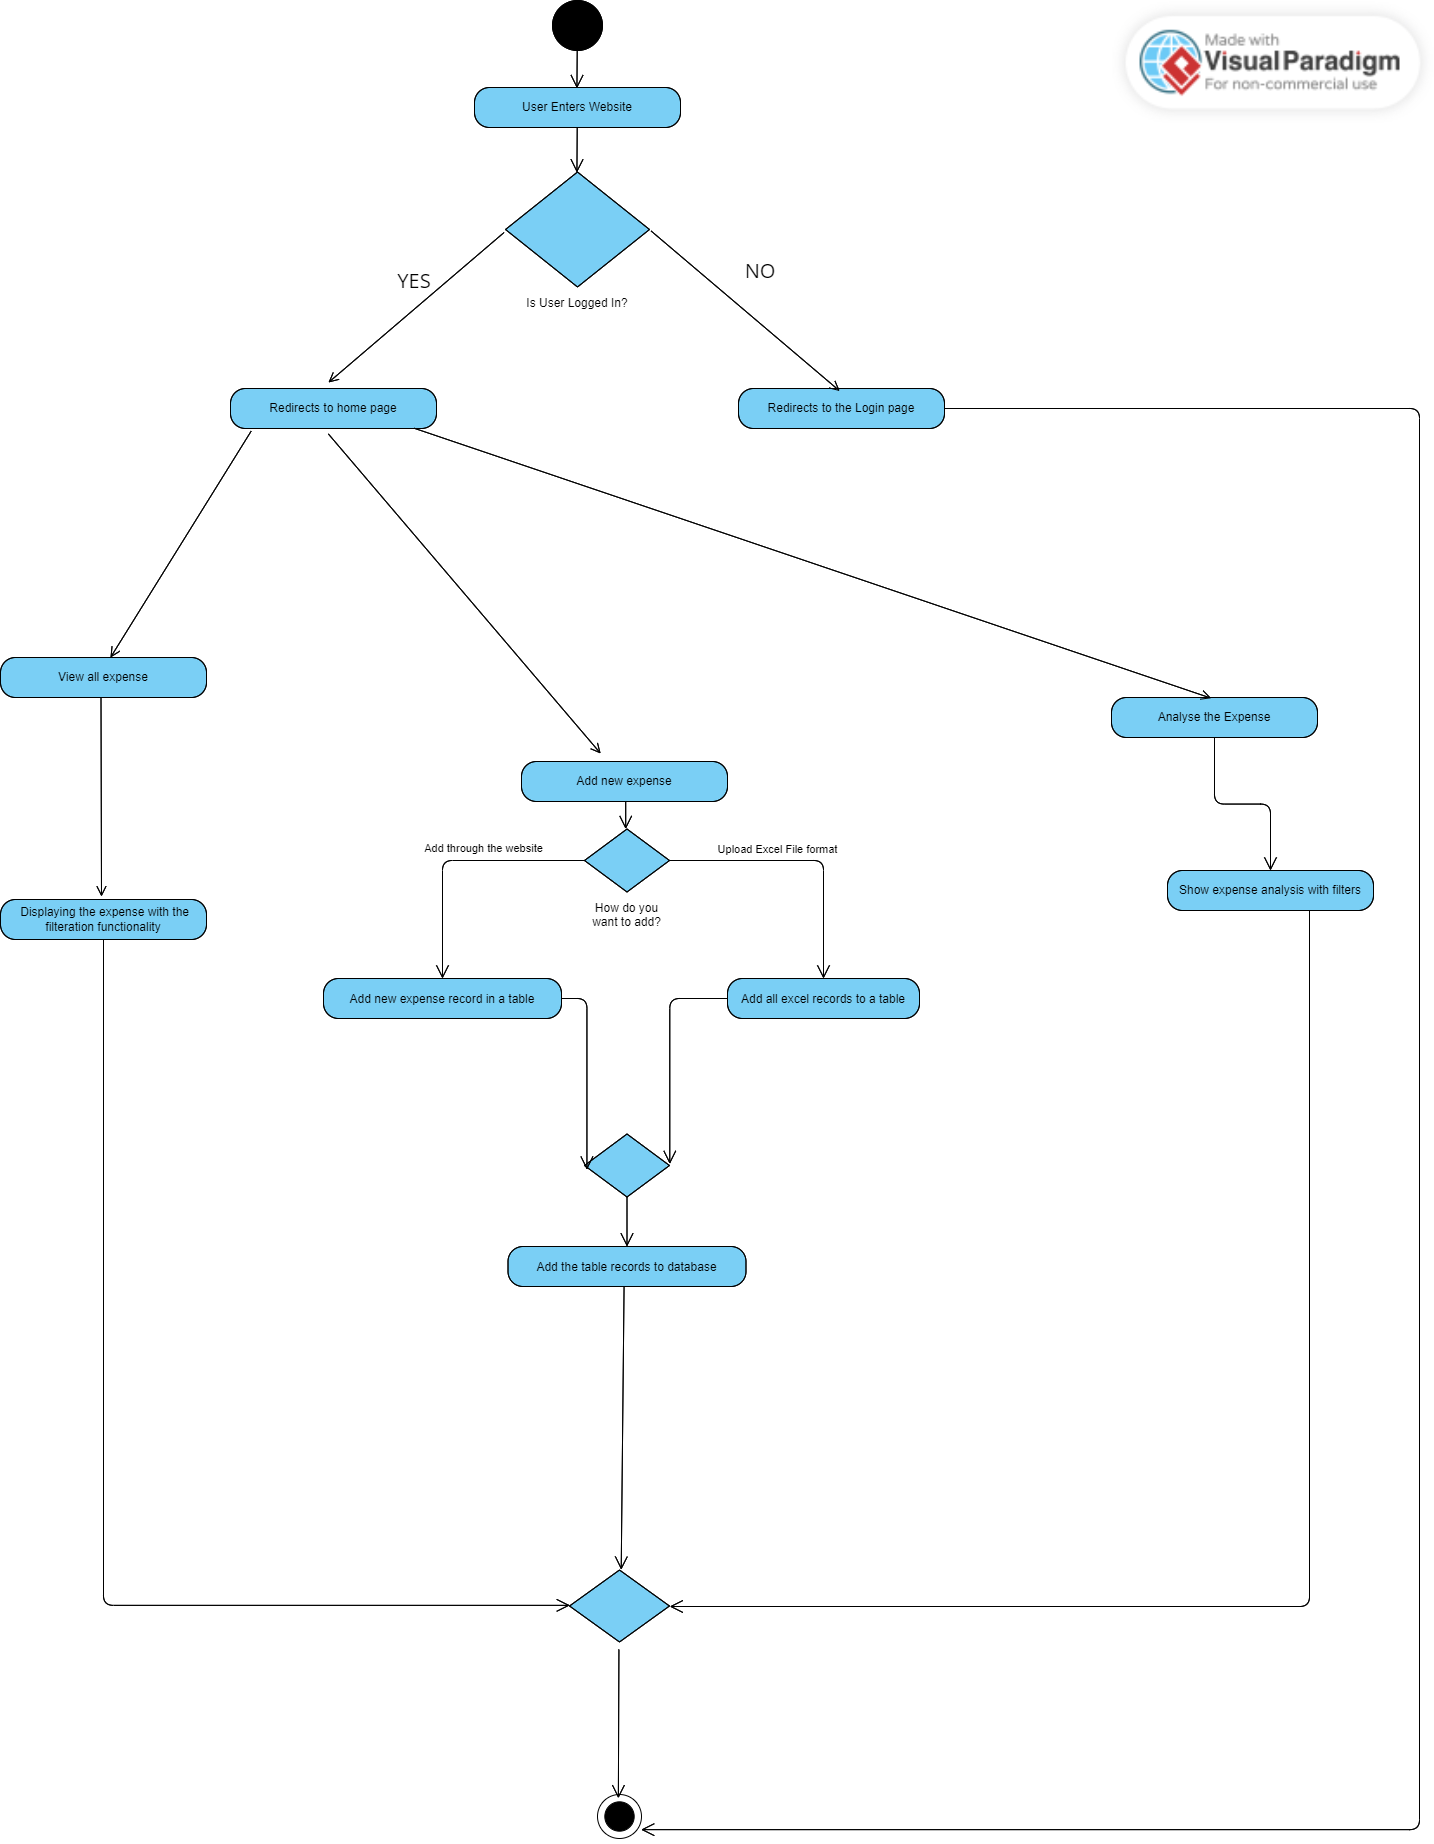 Made with
Visual Paradigm
For non-commercial use
User Enters Website
YES
NO
Is User Logged In?
Redirects to home page
Redirects to the Login page
View all expense
Analyse the Expense
Add new expense
Add through the website
Upload Excel File format
Show expense analysis with filters
How do you
want to add?
Displaying the expense with the
filteration functionality
Add new expense record in a table
Add all excel records to a table
Add the table records to database